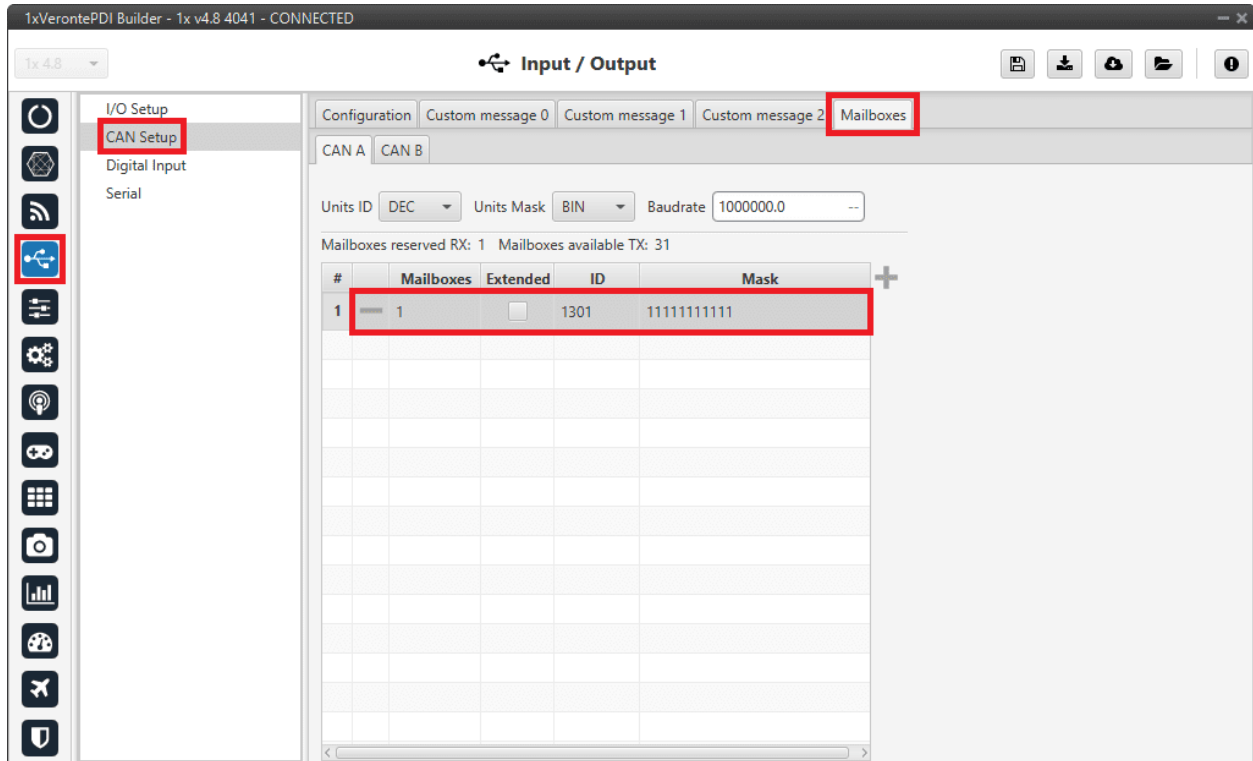 1xVerontePDI Builder - 1x v4.8 4041 - CONNECTED
1x 4.8
Input / Output
I/O Setup
CAN Setup
Digital Input
Serial
Configuration Custom message 0 Custom message 1 Custom message 2 Mailboxes
CAN A CAN B
Units ID DEC Units Mask BIN Baudrate 1000000.0 --
Mailboxes reserved RX: 1 Mailboxes available TX: 31
# Mailboxes Extended ID Mask
1 1 1301 11111111111